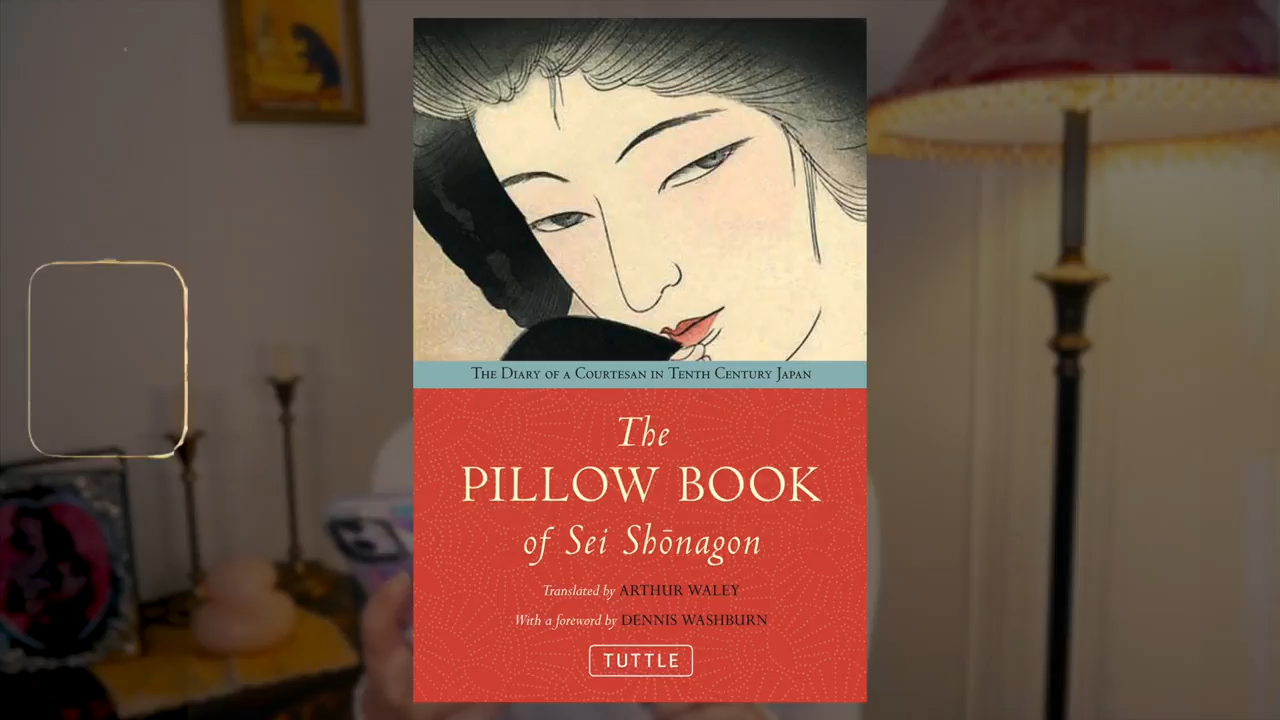 The Diary of a Courtesan in Tenth Century Japan
The
PILLOW BOOK
of Sei Shōnagon
Translated by ARTHUR WALEY
With a foreword by DENNIS WASHBURN
TUTTLE